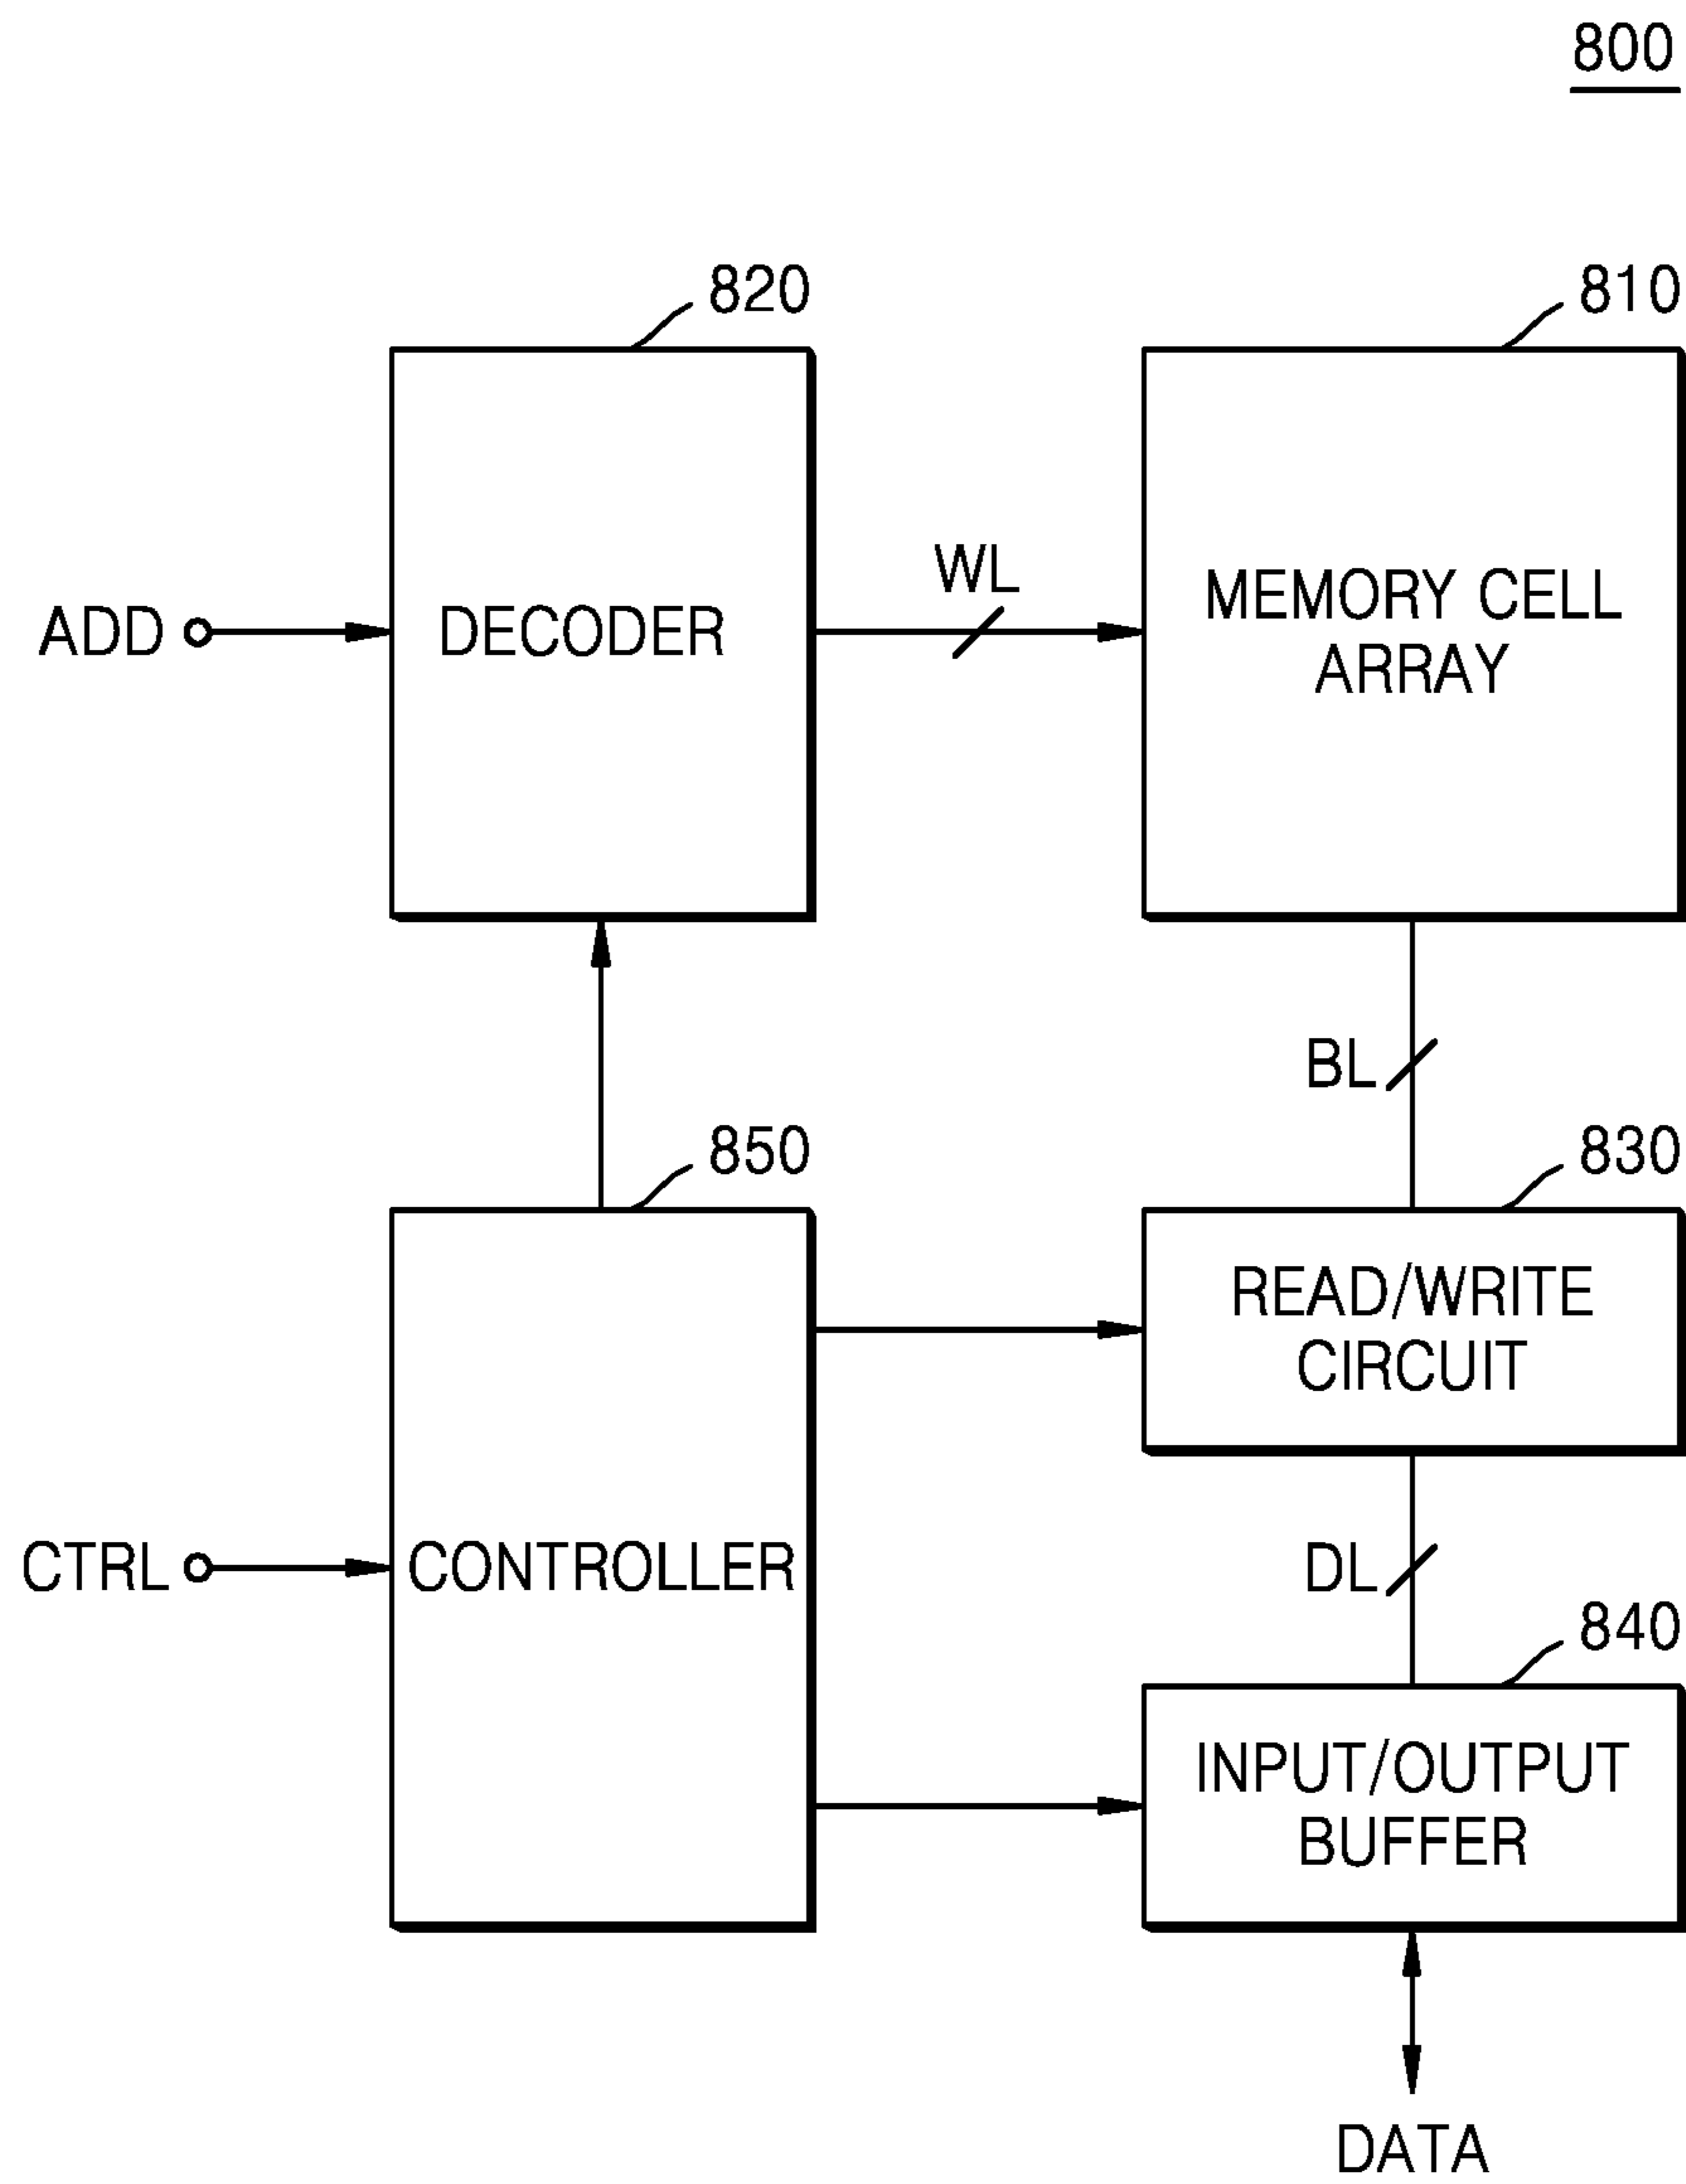 800
820
810
WL
ADD
DECODER
MEMORY CELL
ARRAY
BL
850
830
READ/WRITE
CIRCUIT
CTRL
CONTROLLER
DL
840
INPUT/OUTPUT
BUFFER
DATA